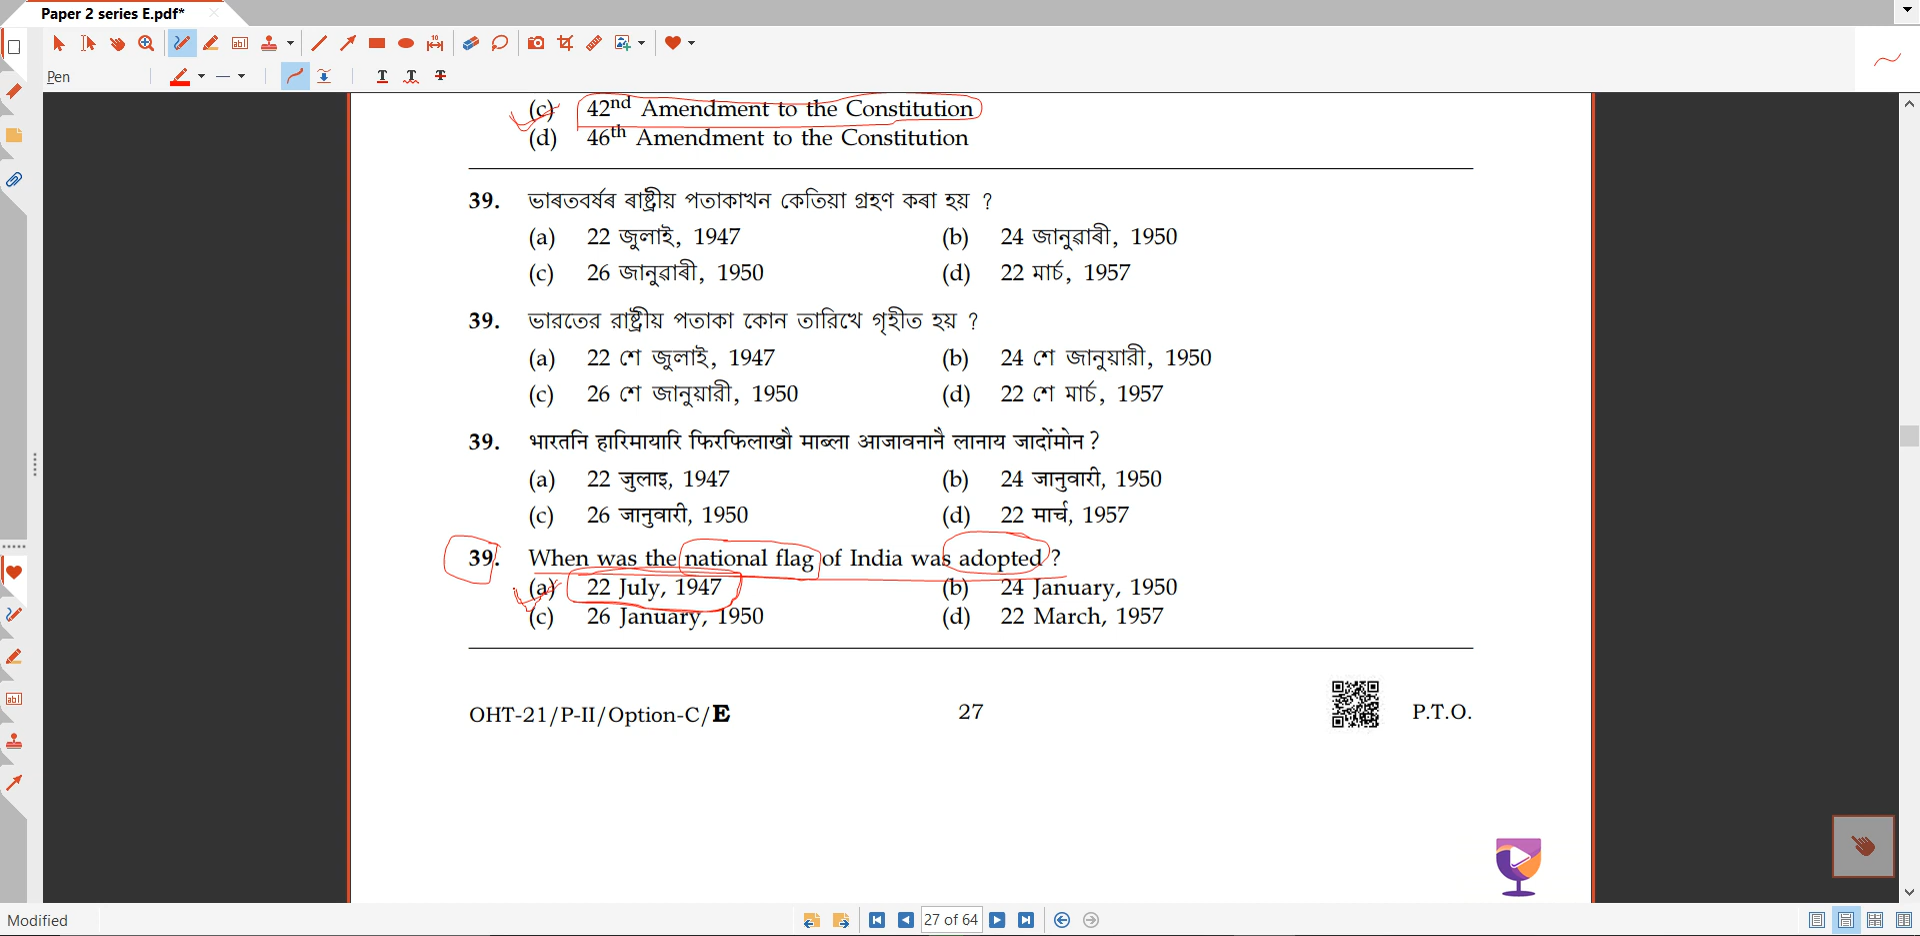 Paper 2 series E.pdf*
Pen
(c) 42nd Amendment to the Constitution
(d) 46th Amendment to the Constitution
39. ভাৰতবৰ্ষৰ ৰাষ্ট্ৰীয় পতাকাখন কেতিয়া গ্ৰহণ কৰা হয় ?
(a) 22 জুলাই, 1947 (b) 24 জানুৱাৰী, 1950
(c) 26 জানুৱাৰী, 1950 (d) 22 মাৰ্চ, 1957
39. ভারতের রাষ্ট্রীয় পতাকা কোন তারিখে গৃহীত হয় ?
(a) 22 শে জুলাই, 1947 (b) 24 শে জানুয়ারী, 1950
(c) 26 শে জানুয়ারী, 1950 (d) 22 শে মার্চ, 1957
39. भारतनि हारिमायारि फिरफिलाखौ माब्ला आजावनानै लानाय जादोंमोन ?
(a) 22 जुलाइ, 1947 (b) 24 जानुवारी, 1950
(c) 26 जानुवारी, 1950 (d) 22 मार्च, 1957
39. When was the national flag of India was adopted ?
(a) 22 July, 1947 (b) 24 January, 1950
(c) 26 January, 1950 (d) 22 March, 1957
OHT-21/P-II/Option-C/E 27 P.T.O.
Modified 27 of 64